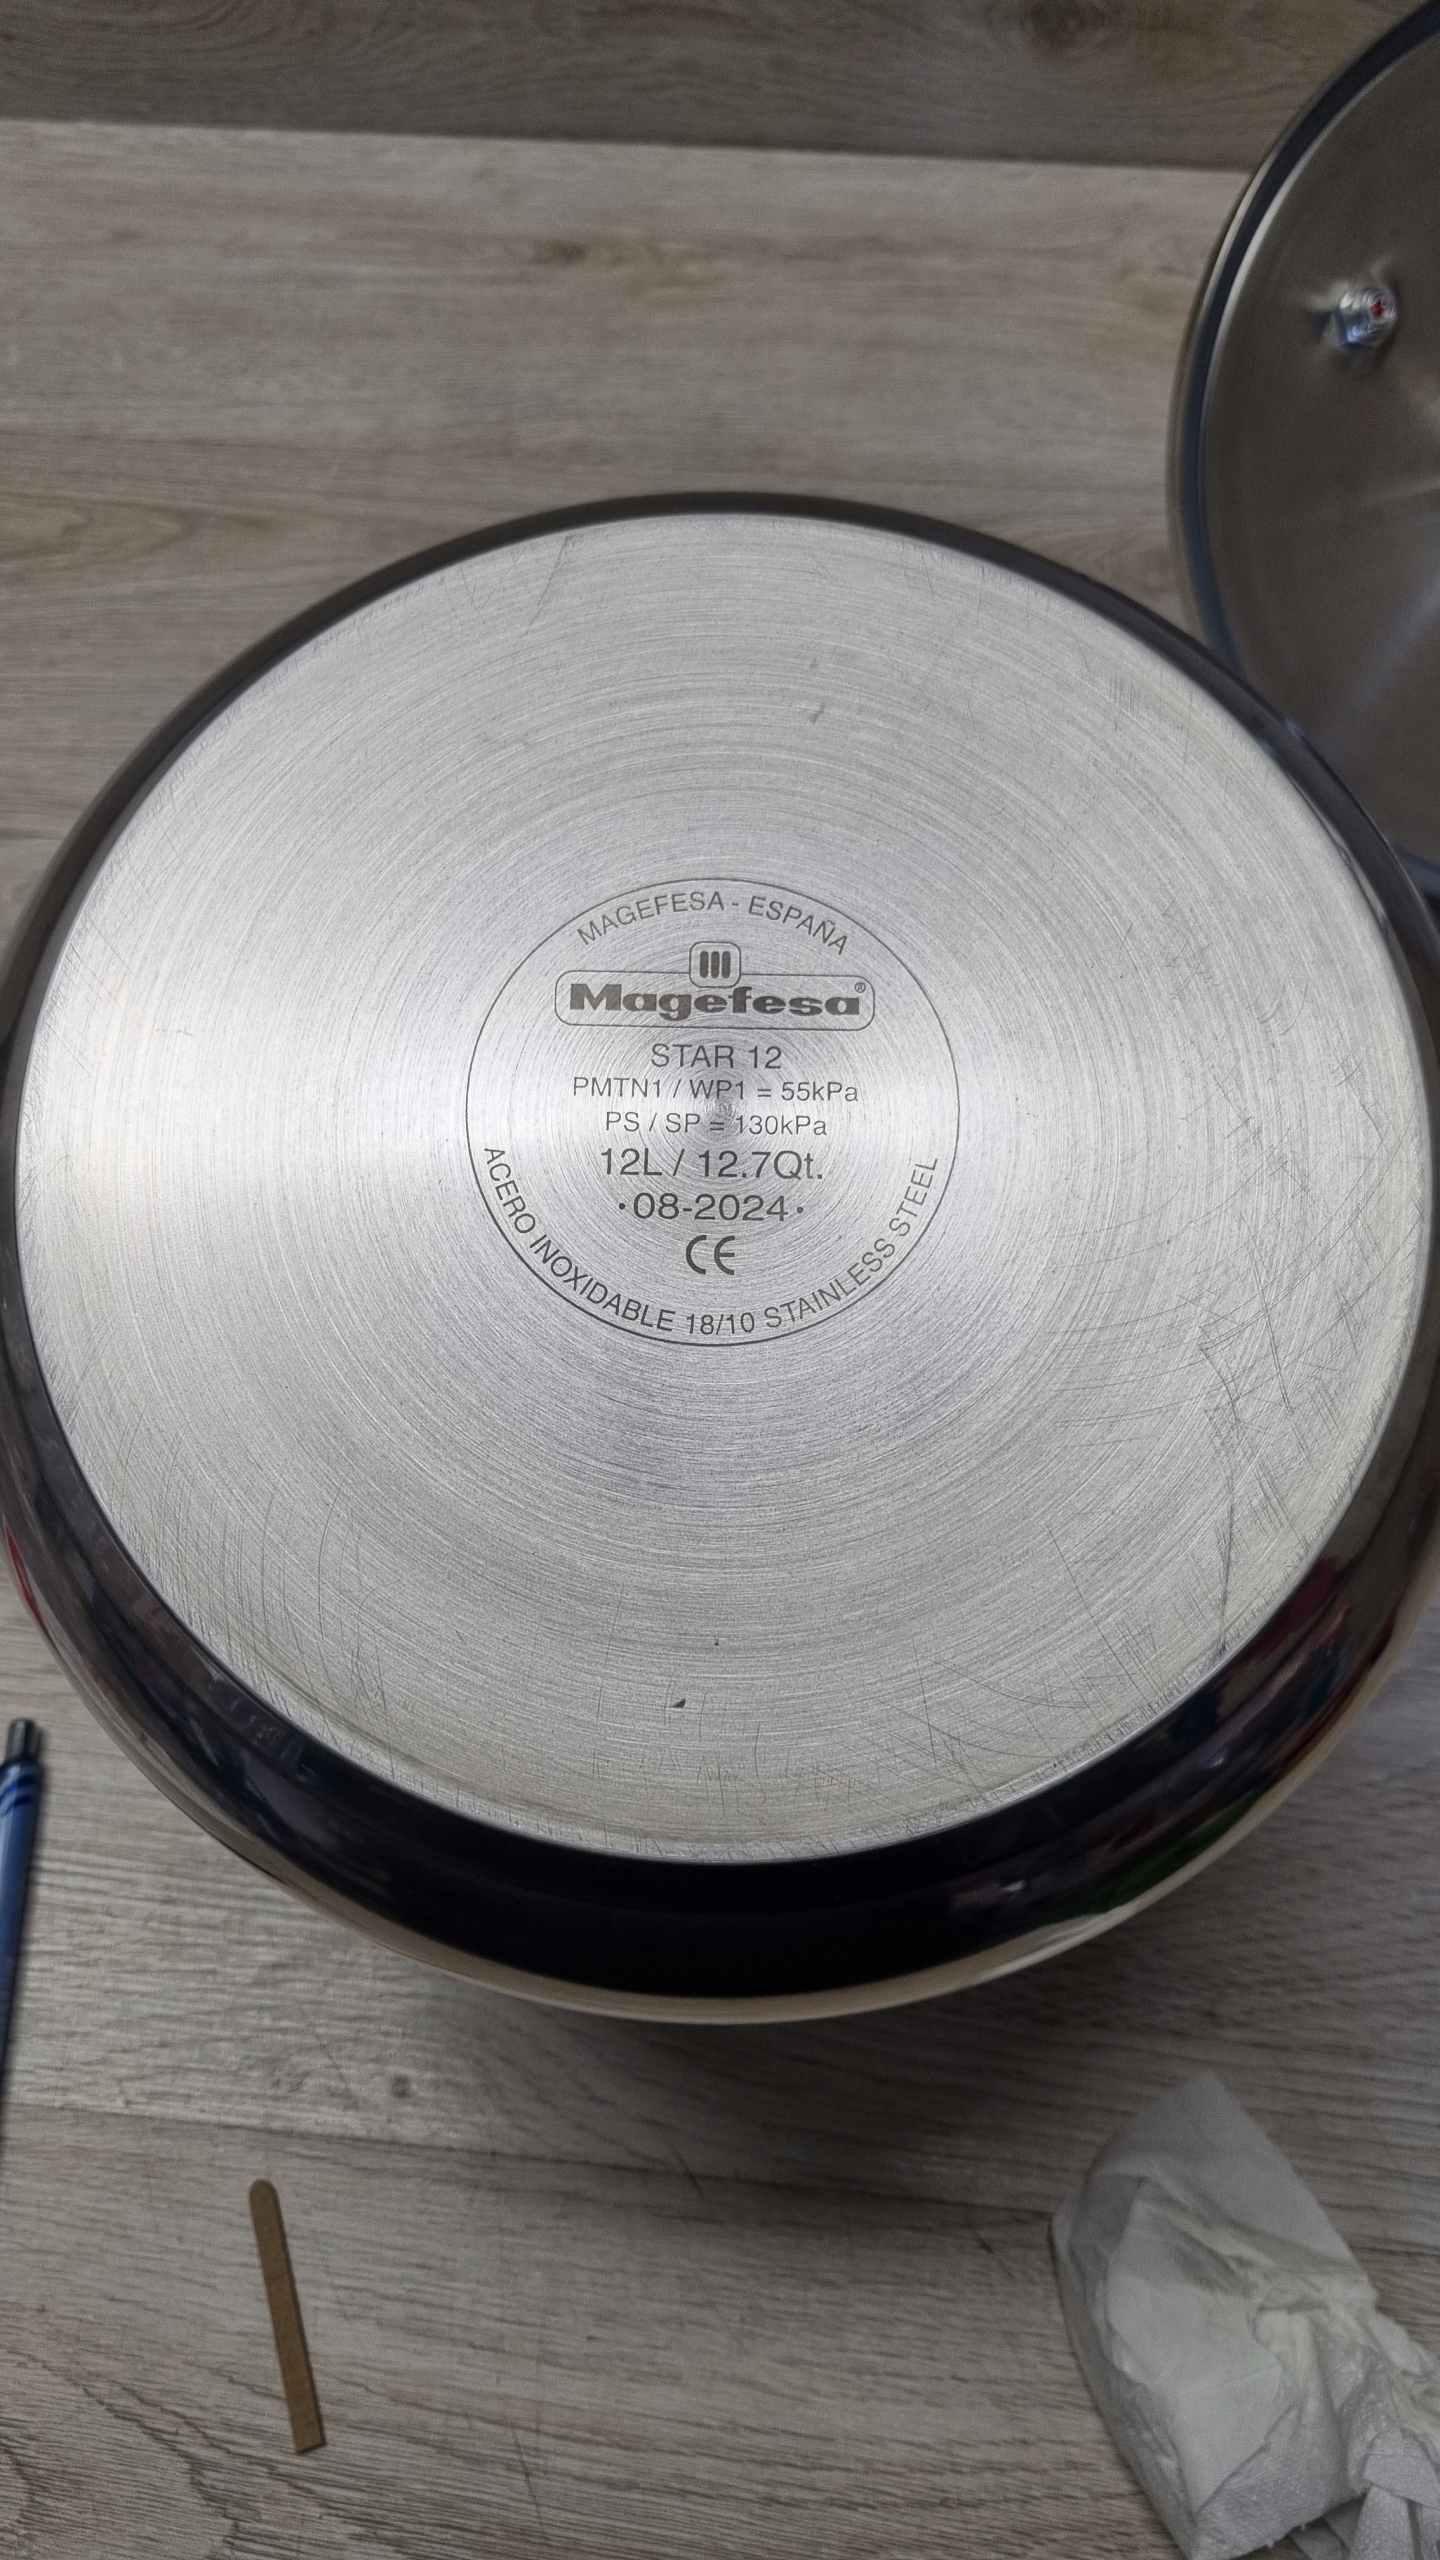 MAGEFESA - ESPAÑA
Magefesa®
STAR 12
PMTN1 / WP1 = 55kPa
PS / SP = 130kPa
12L / 12.7Qt.
·08-2024·
CE
ACERO INOXIDABLE 18/10 STAINLESS STEEL